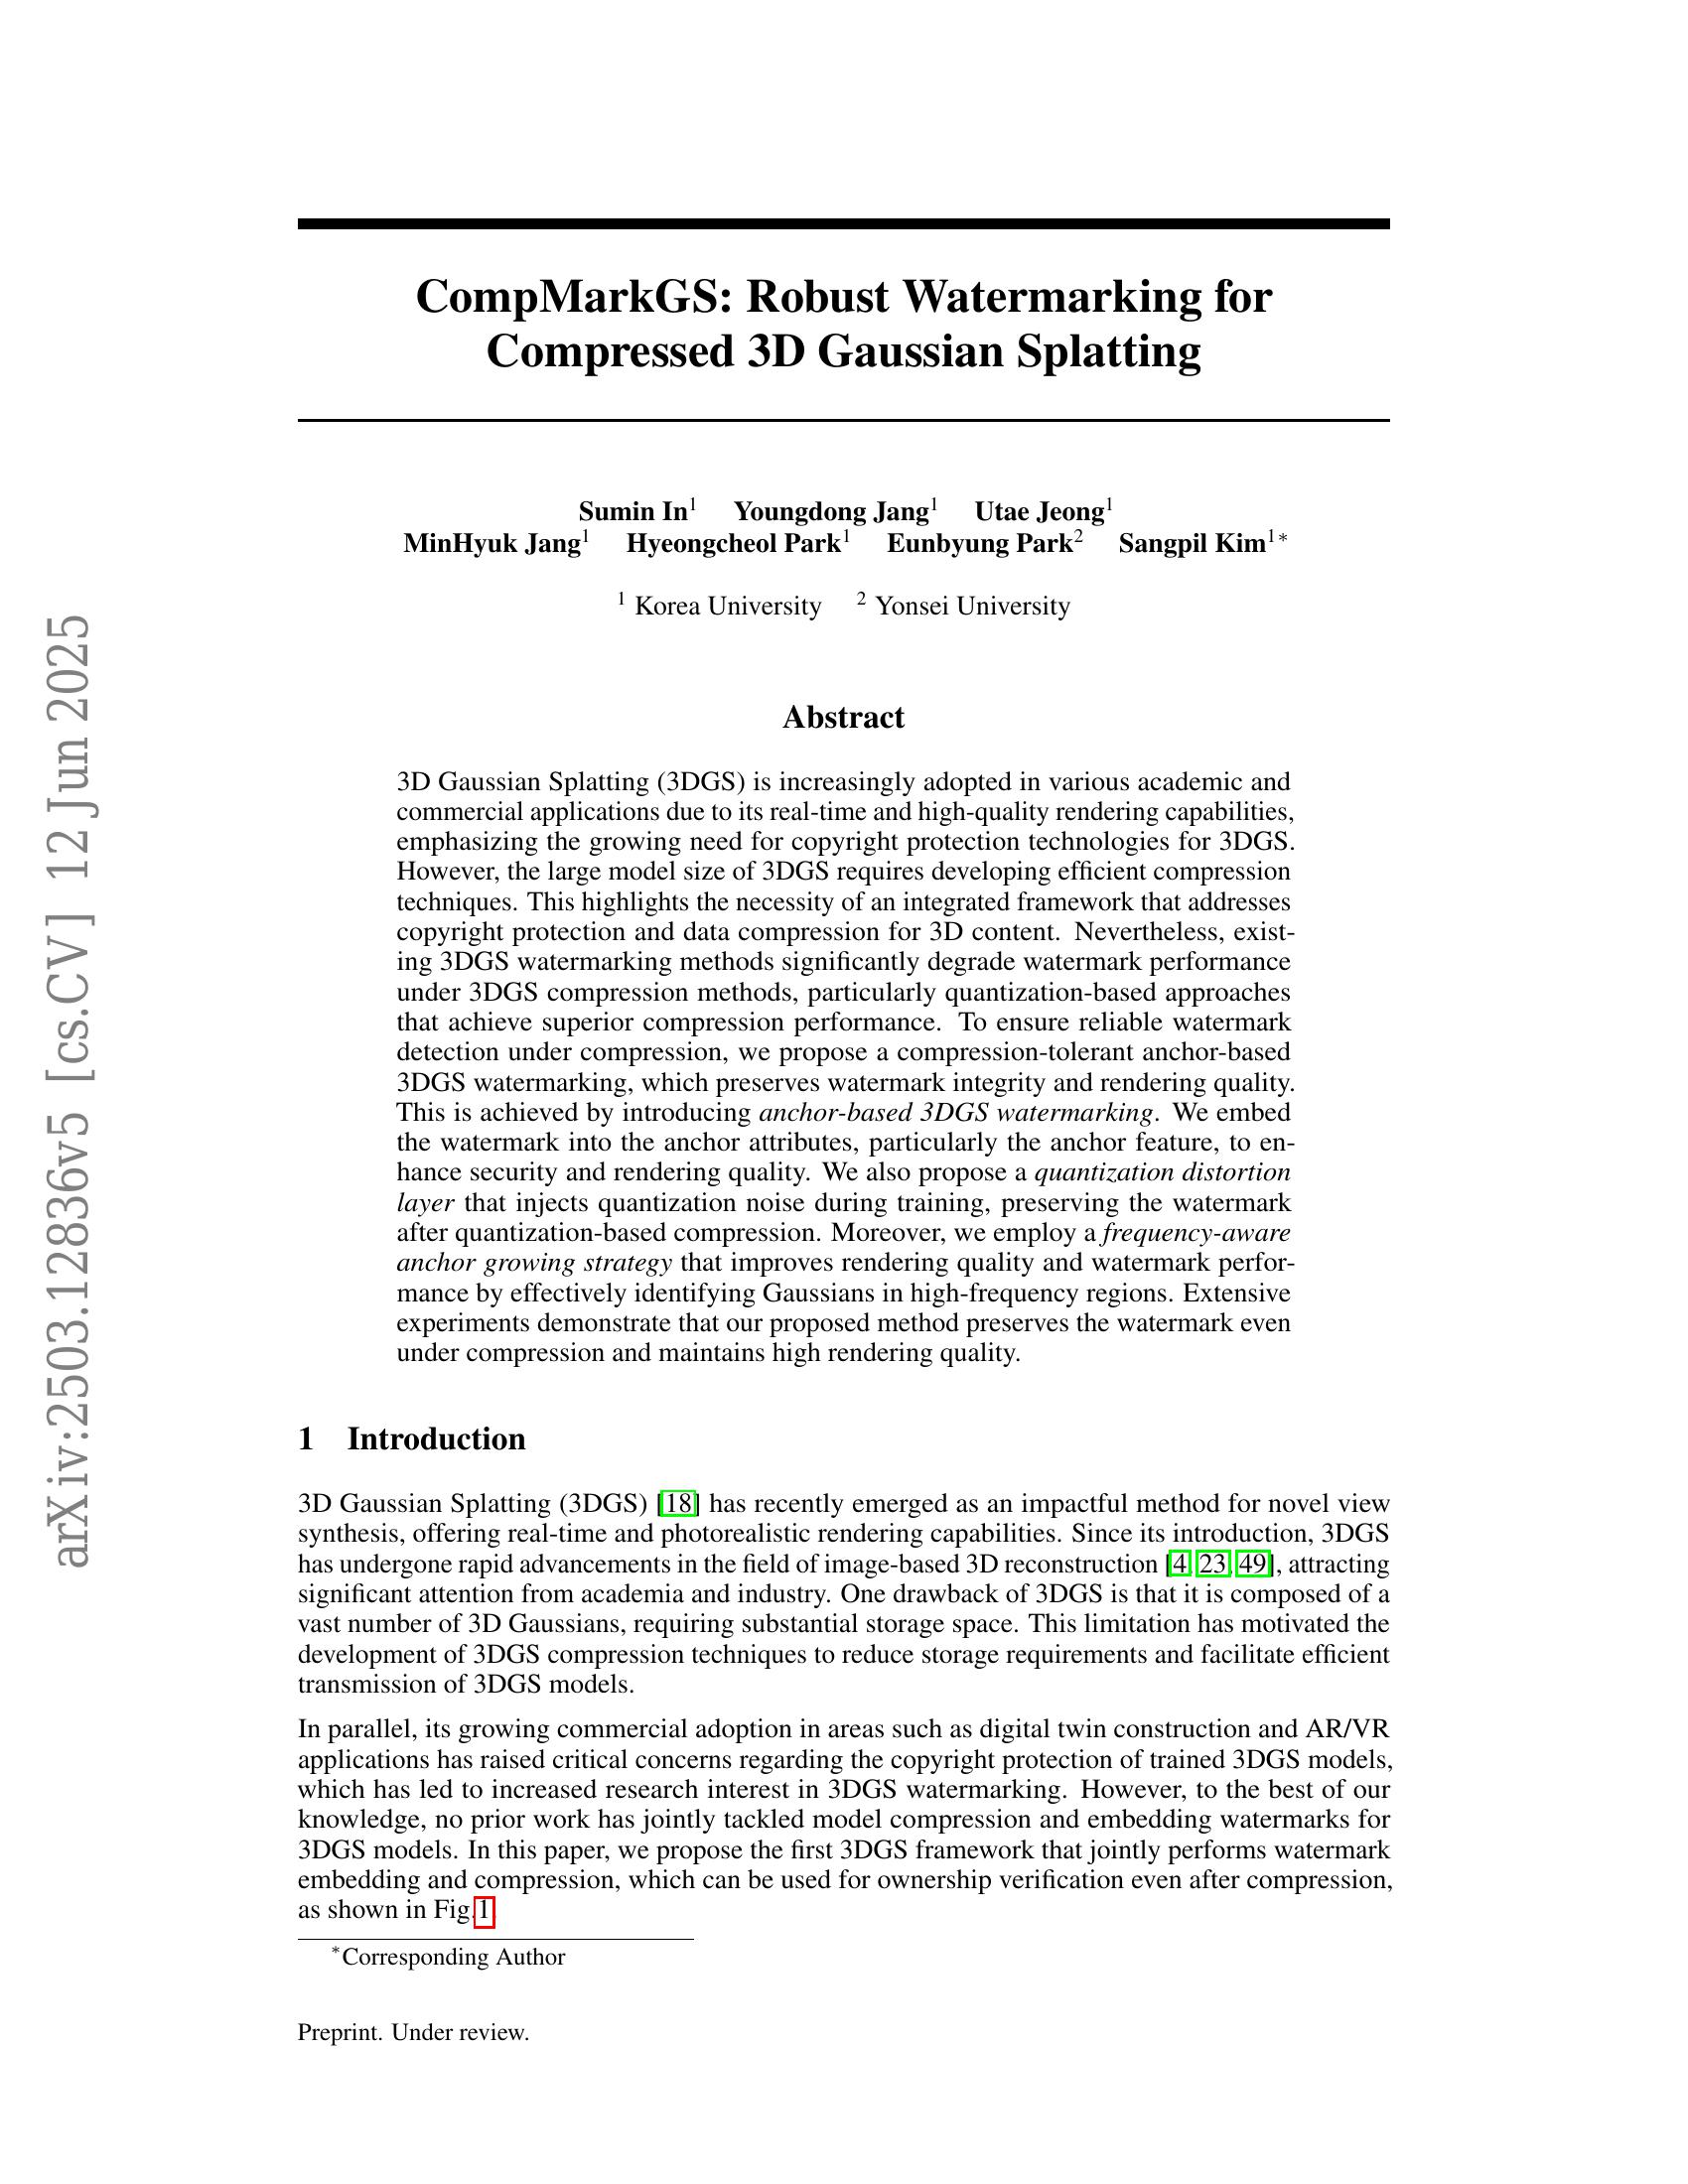 CompMarkGS: Robust Watermarking for
Compressed 3D Gaussian Splatting
Sumin In1 Youngdong Jang1 Utae Jeong1
MinHyuk Jang1 Hyeongcheol Park1 Eunbyung Park2 Sangpil Kim1*
1 Korea University 2 Yonsei University
Abstract
3D Gaussian Splatting (3DGS) is increasingly adopted in various academic and
commercial applications due to its real-time and high-quality rendering capabilities,
emphasizing the growing need for copyright protection technologies for 3DGS.
However, the large model size of 3DGS requires developing efficient compression
techniques. This highlights the necessity of an integrated framework that addresses
copyright protection and data compression for 3D content. Nevertheless, exist-
ing 3DGS watermarking methods significantly degrade watermark performance
under 3DGS compression methods, particularly quantization-based approaches
that achieve superior compression performance. To ensure reliable watermark
detection under compression, we propose a compression-tolerant anchor-based
3DGS watermarking, which preserves watermark integrity and rendering quality.
This is achieved by introducing anchor-based 3DGS watermarking. We embed
the watermark into the anchor attributes, particularly the anchor feature, to en-
hance security and rendering quality. We also propose a quantization distortion
layer that injects quantization noise during training, preserving the watermark
after quantization-based compression. Moreover, we employ a frequency-aware
anchor growing strategy that improves rendering quality and watermark perfor-
mance by effectively identifying Gaussians in high-frequency regions. Extensive
experiments demonstrate that our proposed method preserves the watermark even
under compression and maintains high rendering quality.
1 Introduction
3D Gaussian Splatting (3DGS) [18] has recently emerged as an impactful method for novel view
synthesis, offering real-time and photorealistic rendering capabilities. Since its introduction, 3DGS
has undergone rapid advancements in the field of image-based 3D reconstruction [4, 23, 49], attracting
significant attention from academia and industry. One drawback of 3DGS is that it is composed of a
vast number of 3D Gaussians, requiring substantial storage space. This limitation has motivated the
development of 3DGS compression techniques to reduce storage requirements and facilitate efficient
transmission of 3DGS models.
In parallel, its growing commercial adoption in areas such as digital twin construction and AR/VR
applications has raised critical concerns regarding the copyright protection of trained 3DGS models,
which has led to increased research interest in 3DGS watermarking. However, to the best of our
knowledge, no prior work has jointly tackled model compression and embedding watermarks for
3DGS models. In this paper, we propose the first 3DGS framework that jointly performs watermark
embedding and compression, which can be used for ownership verification even after compression,
as shown in Fig.1.
*Corresponding Author
Preprint. Under review.
arXiv:2503.12836v5 [cs.CV] 12 Jun 2025